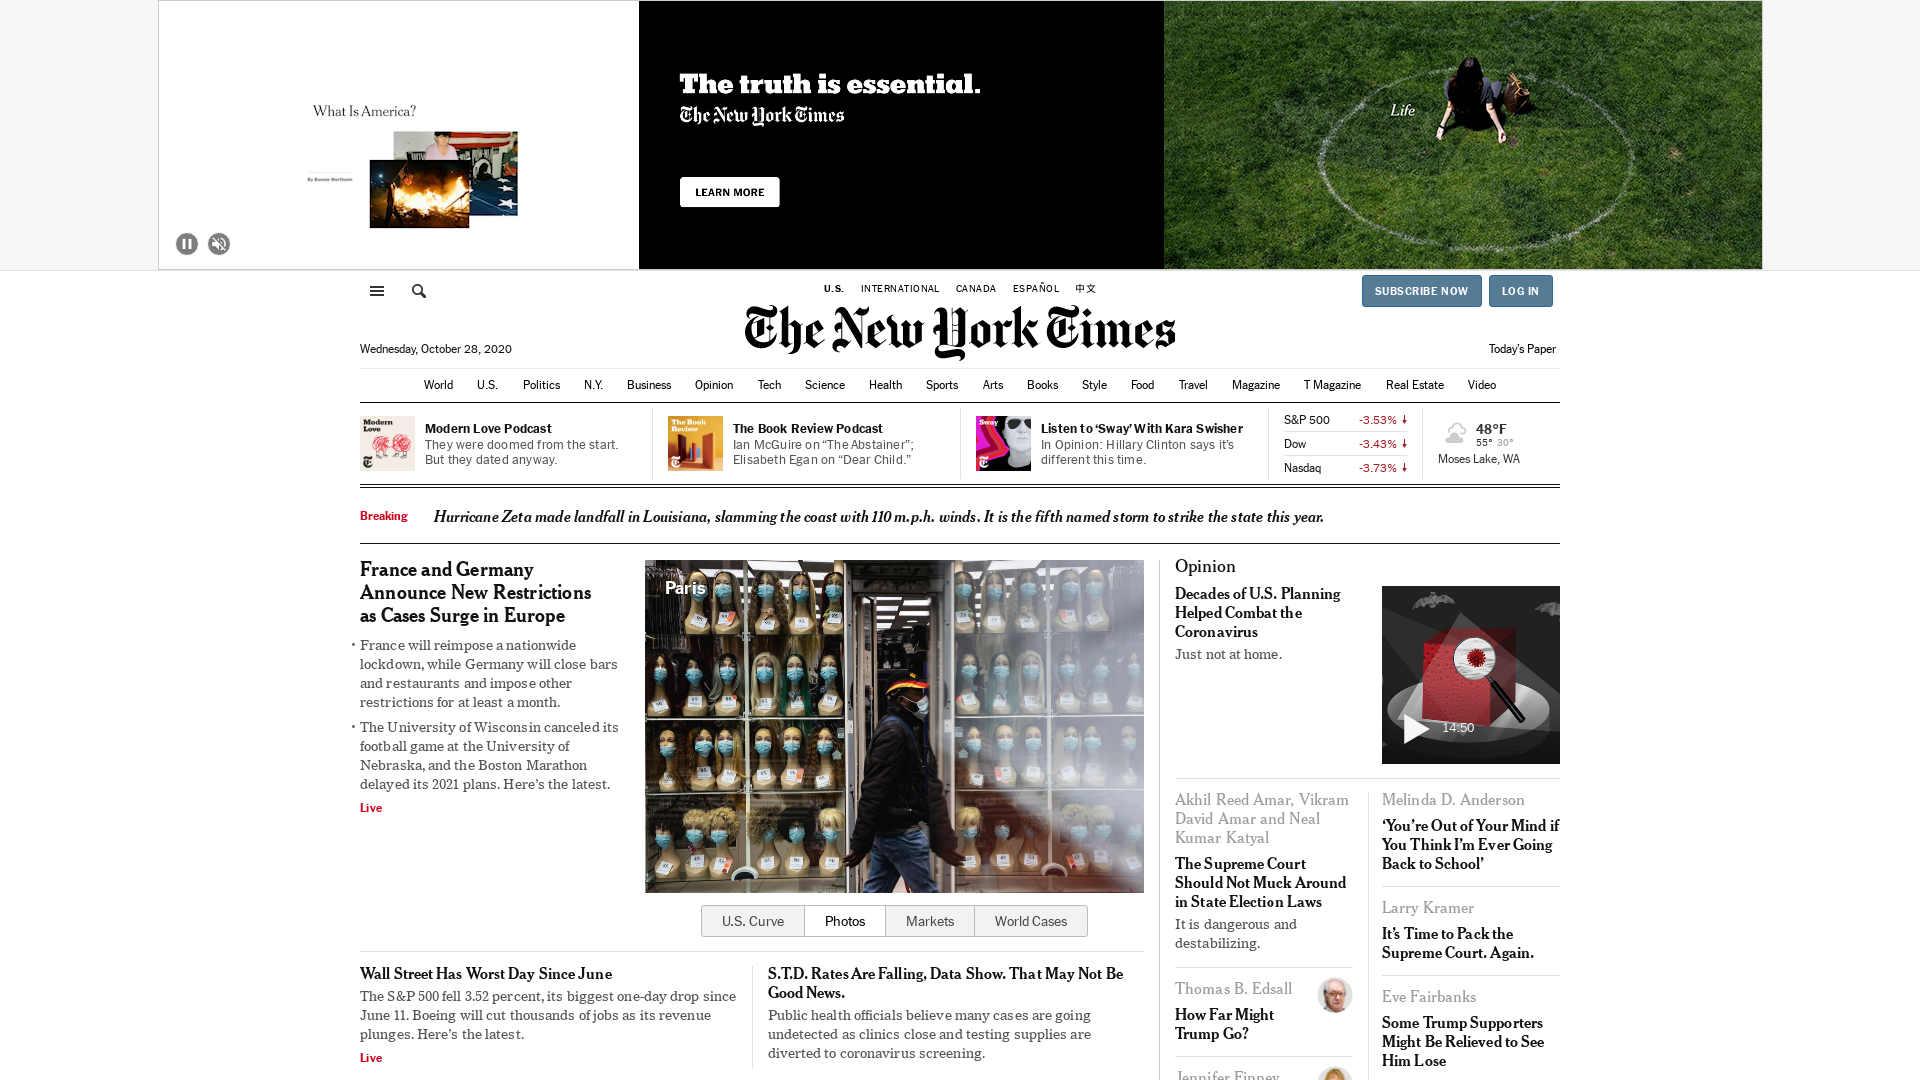 What Is America?
By Bonnie Wertheim
The truth is essential.
The New York Times
LEARN MORE
Life
U.S. INTERNATIONAL CANADA ESPAÑOL 中文
SUBSCRIBE NOW LOG IN
The New York Times
Wednesday, October 28, 2020
Today's Paper
World U.S. Politics N.Y. Business Opinion Tech Science Health Sports Arts Books Style Food Travel Magazine T Magazine Real Estate Video
Modern
Love
Modern Love Podcast
They were doomed from the start.
But they dated anyway.
The Book
Review
The Book Review Podcast
Ian McGuire on “The Abstainer”;
Elisabeth Egan on “Dear Child.”
Sway
Listen to ‘Sway’ With Kara Swisher
In Opinion: Hillary Clinton says it’s
different this time.
S&P 500 -3.53% ↓
Dow -3.43% ↓
Nasdaq -3.73% ↓
48°F
55° 30°
Moses Lake, WA
Breaking
Hurricane Zeta made landfall in Louisiana, slamming the coast with 110 m.p.h. winds. It is the fifth named storm to strike the state this year.
France and Germany
Announce New Restrictions
as Cases Surge in Europe
• France will reimpose a nationwide
lockdown, while Germany will close bars
and restaurants and impose other
restrictions for at least a month.
• The University of Wisconsin canceled its
football game at the University of
Nebraska, and the Boston Marathon
delayed its 2021 plans. Here’s the latest.
Live
Paris
U.S. Curve Photos Markets World Cases
Wall Street Has Worst Day Since June
The S&P 500 fell 3.52 percent, its biggest one-day drop since
June 11. Boeing will cut thousands of jobs as its revenue
plunges. Here’s the latest.
Live
S.T.D. Rates Are Falling, Data Show. That May Not Be
Good News.
Public health officials believe many cases are going
undetected as clinics close and testing supplies are
diverted to coronavirus screening.
Opinion
Decades of U.S. Planning
Helped Combat the
Coronavirus
Just not at home.
14:50
Akhil Reed Amar, Vikram
David Amar and Neal
Kumar Katyal
The Supreme Court
Should Not Muck Around
in State Election Laws
It is dangerous and
destabilizing.
Thomas B. Edsall
How Far Might
Trump Go?
Jennifer Finney
Melinda D. Anderson
‘You’re Out of Your Mind if
You Think I’m Ever Going
Back to School’
Larry Kramer
It’s Time to Pack the
Supreme Court. Again.
Eve Fairbanks
Some Trump Supporters
Might Be Relieved to See
Him Lose